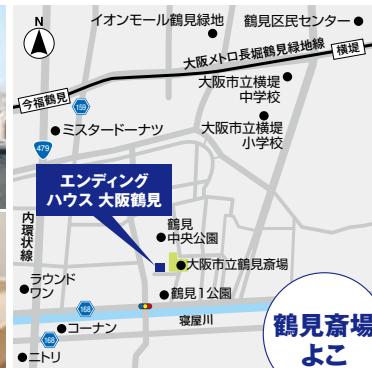 N
イオンモール鶴見緑地
鶴見区民センター
大阪メトロ長堀鶴見緑地線
横堤
今福鶴見
大阪市立横堤
中学校
159
大阪市立横堤
小学校
ミスタードーナツ
479
エンディング
ハウス 大阪鶴見
鶴見
中央公園
内環状線
大阪市立鶴見斎場
ラウンド
ワン
鶴見1公園
168
寝屋川
コーナン
168
ニトリ
鶴見斎場
よこ